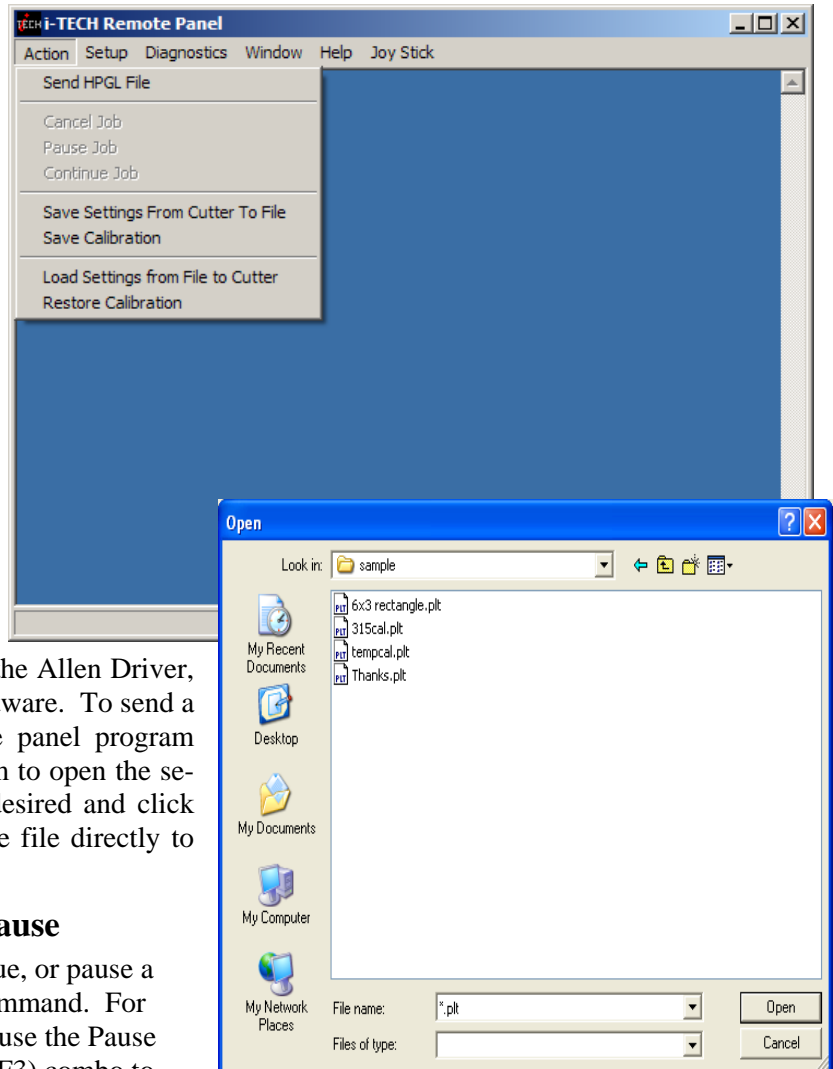 i-TECH Remote Panel
Action Setup Diagnostics Window Help Joy Stick
Send HPGL File
Cancel Job
Pause Job
Continue Job
Save Settings From Cutter To File
Save Calibration
Load Settings from File to Cutter
Restore Calibration
Open
Look in: sample
6x3 rectangle.plt
315cal.plt
tempcal.plt
Thanks.plt
My Recent
Documents
Desktop
My Documents
My Computer
My Network
Places
File name: *.plt Open
Files of type: Cancel
he Allen Driver,
ware. To send a
panel program
to open the se-
esired and click
e file directly to
ause
ue, or pause a
mmand. For
use the Pause
F3) combo to